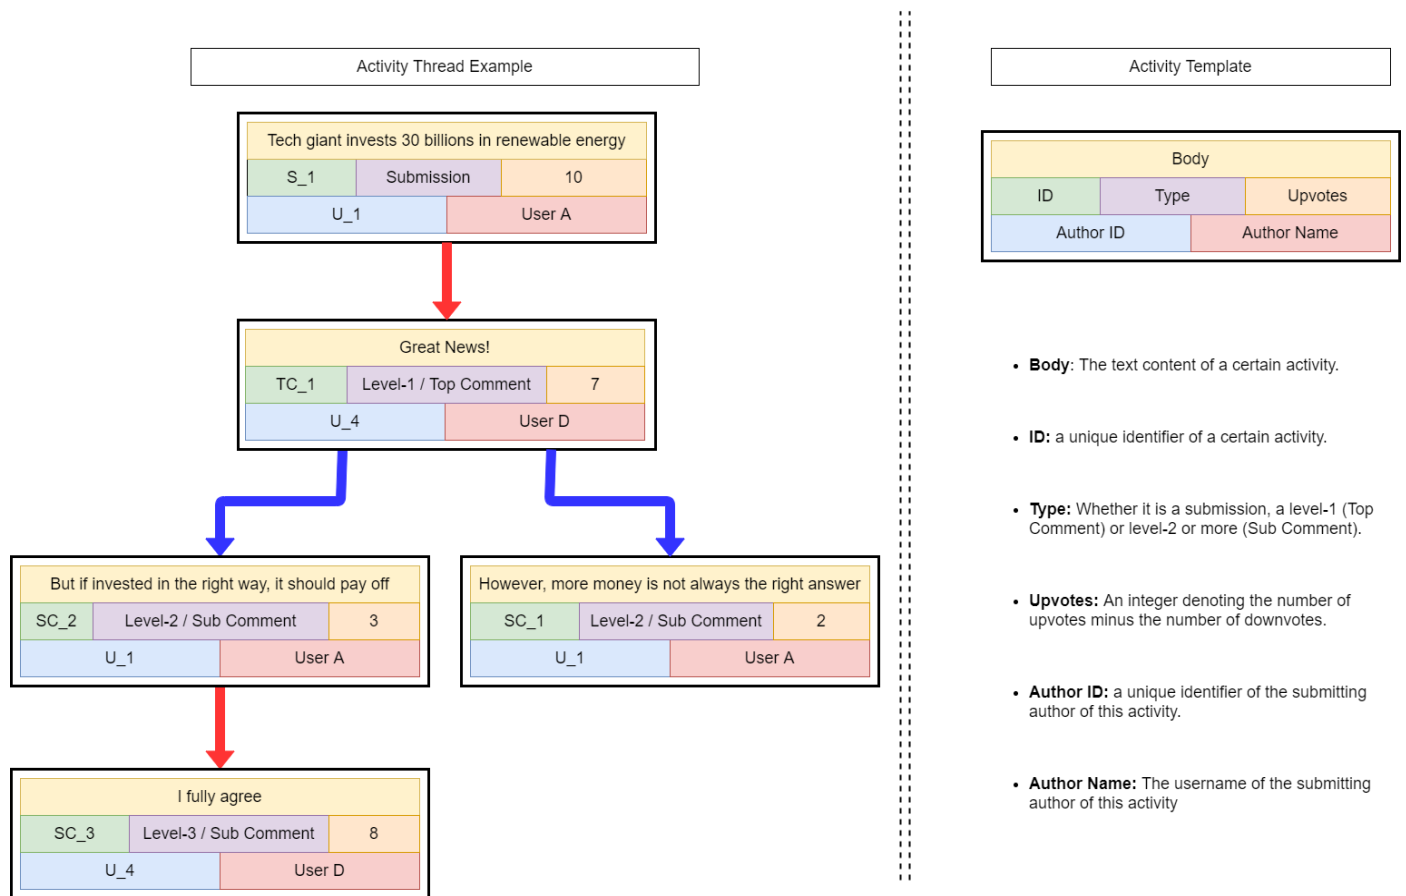 Activity Thread Example
Tech giant invests 30 billions in renewable energy
S_1 Submission 10
U_1 User A
Great News!
TC_1 Level-1 / Top Comment 7
U_4 User D
But if invested in the right way, it should pay off
SC_2 Level-2 / Sub Comment 3
U_1 User A
However, more money is not always the right answer
SC_1 Level-2 / Sub Comment 2
U_1 User A
I fully agree
SC_3 Level-3 / Sub Comment 8
U_4 User D
Activity Template
Body
ID Type Upvotes
Author ID Author Name
• Body: The text content of a certain activity.
• ID: a unique identifier of a certain activity.
• Type: Whether it is a submission, a level-1 (Top
Comment) or level-2 or more (Sub Comment).
• Upvotes: An integer denoting the number of
upvotes minus the number of downvotes.
• Author ID: a unique identifier of the submitting
author of this activity.
• Author Name: The username of the submitting
author of this activity